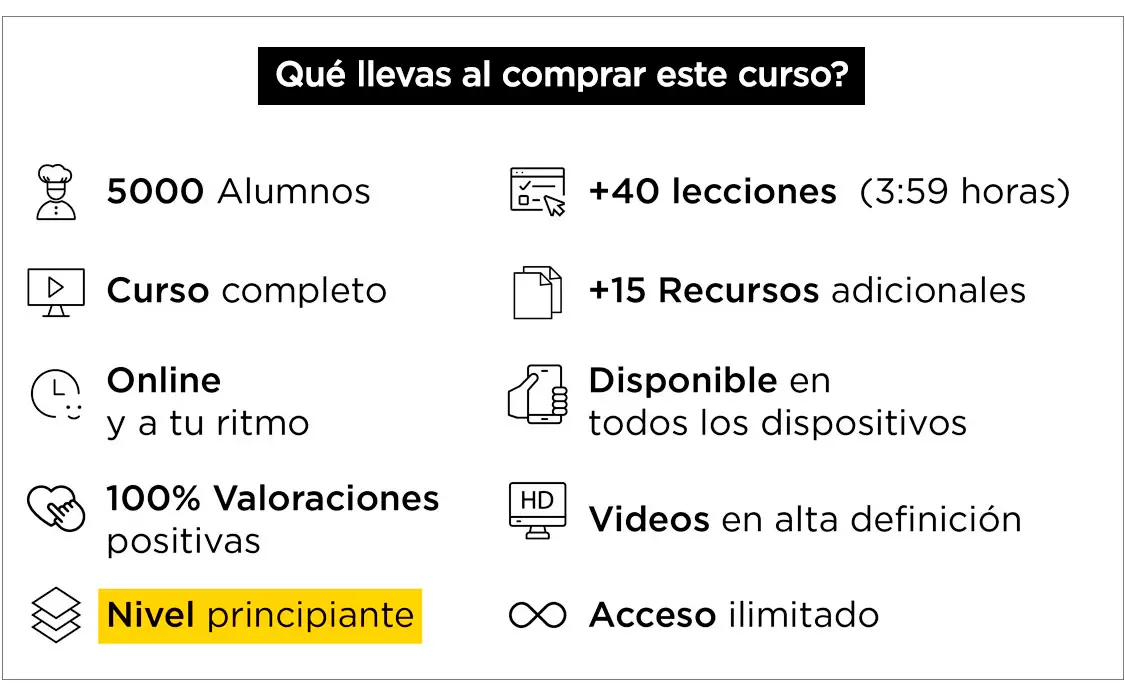 Qué llevas al comprar este curso?
5000 Alumnos
+40 lecciones (3:59 horas)
Curso completo
+15 Recursos adicionales
Online
y a tu ritmo
Disponible en
todos los dispositivos
100% Valoraciones
positivas
HD
Videos en alta definición
Nivel principiante
Acceso ilimitado